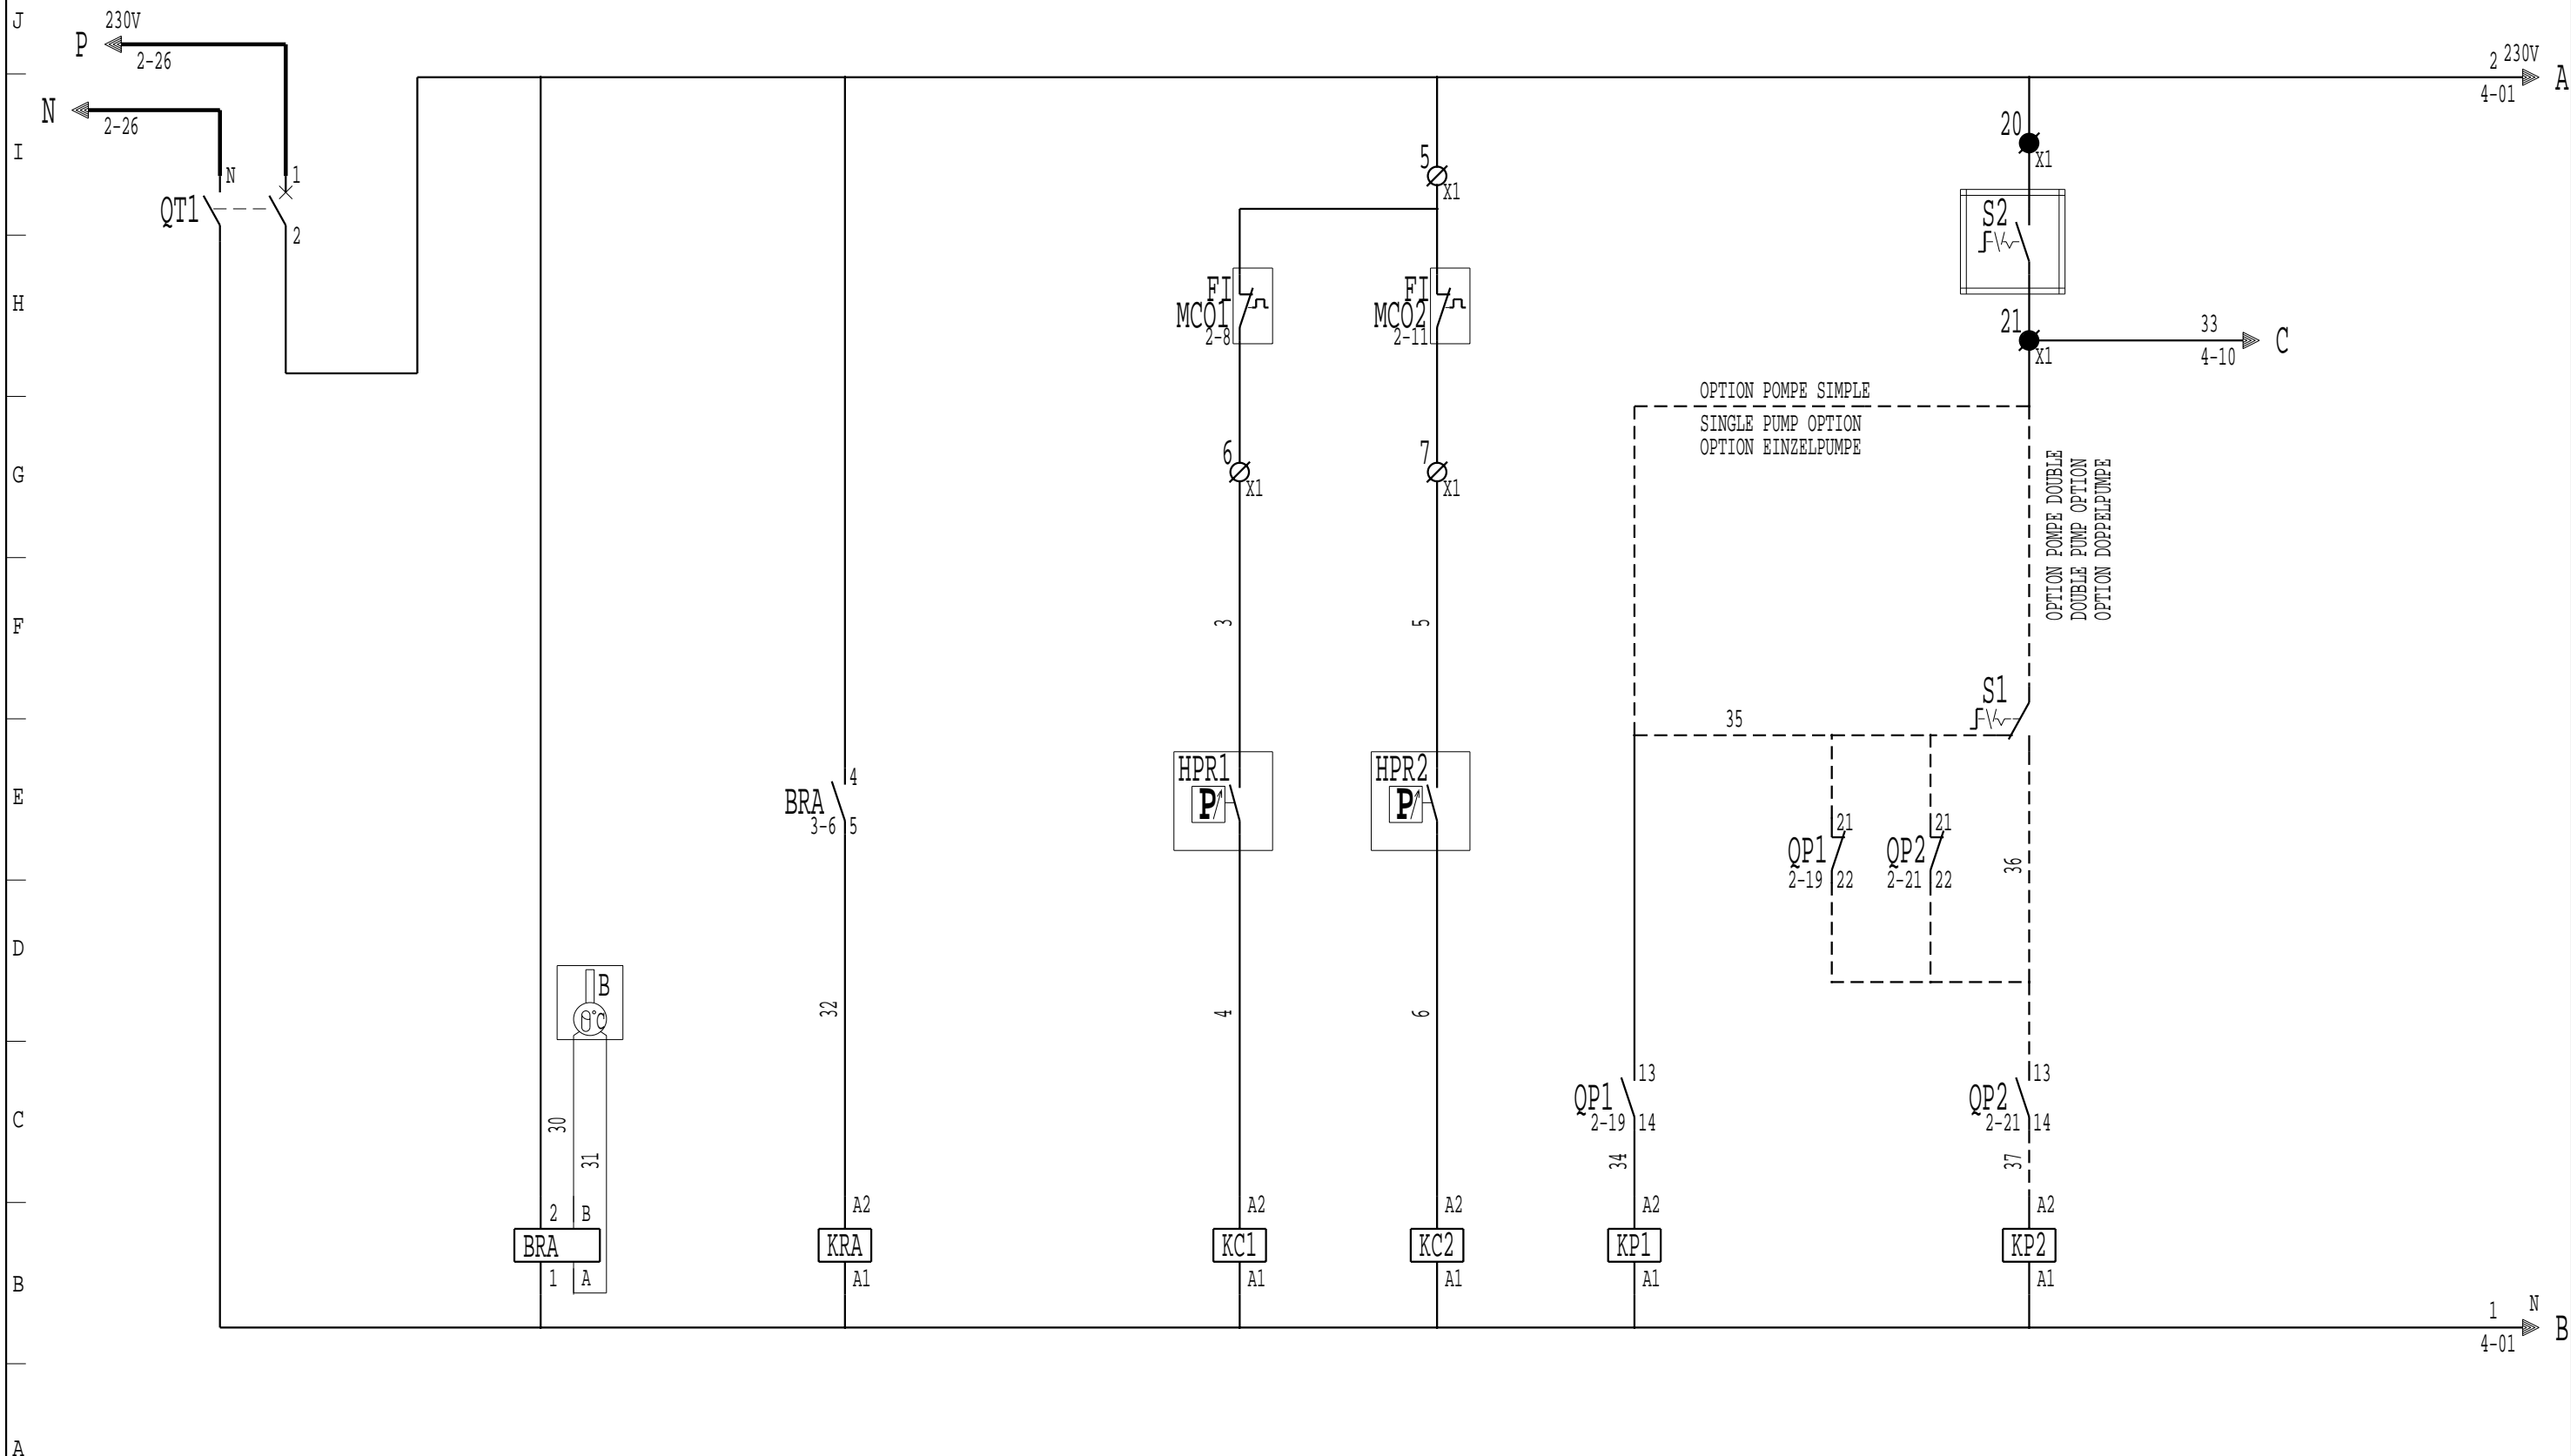 J
230V
P
2-26
2 230V
A
4-01
N
2-26
I
20
X1
5
X1
N
1
QT1
2
S2
H
FI
MCO1
2-8
FI
MCO2
2-11
21
X1
33
4-10
C
OPTION POMPE SIMPLE
SINGLE PUMP OPTION
OPTION EINZELPUMPE
G
6
X1
7
X1
OPTION POMPE DOUBLE
DOUBLE PUMP OPTION
OPTION DOPPELPUMPE
F
3
5
S1
35
E
4
BRA
3-6
5
HPR1
P
HPR2
P
21
QP1
2-19
22
21
QP2
2-21
22
36
D
B
θ°C
32
4
6
C
30
31
13
QP1
2-19
14
34
13
QP2
2-21
14
37
2
B
A2
A2
A2
A2
A2
BRA
KRA
KC1
KC2
KP1
KP2
B
1
A
A1
A1
A1
A1
A1
1 N
B
4-01
A